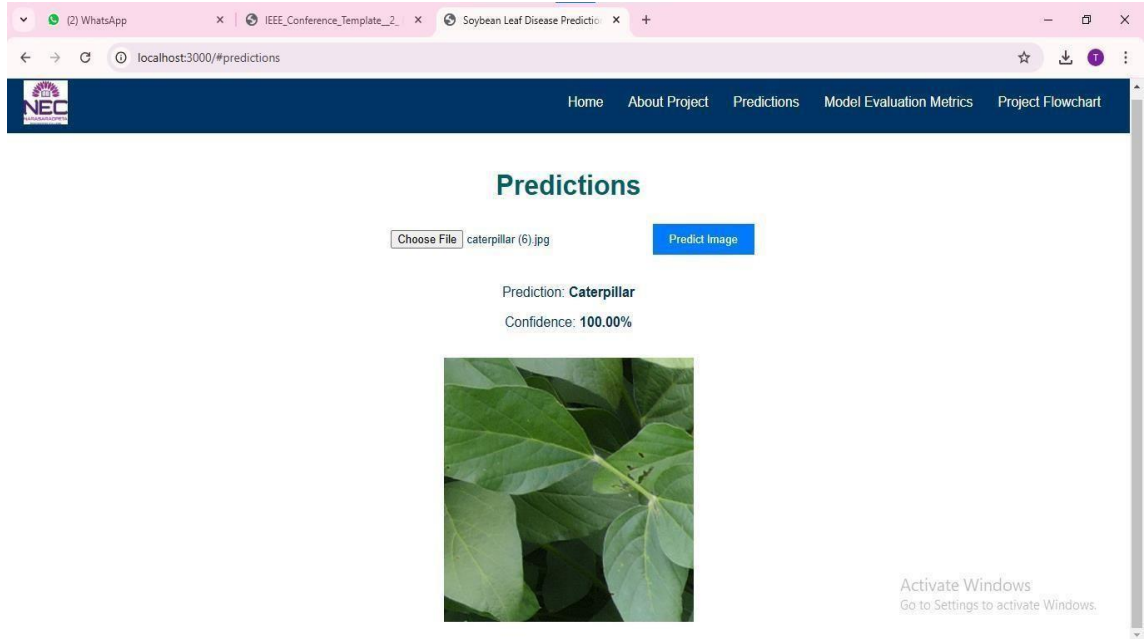 (2) WhatsApp
IEEE_Conference_Template__2_
Soybean Leaf Disease Predictio
localhost:3000/#predictions
T
NEC
Home About Project Predictions Model Evaluation Metrics Project Flowchart
Predictions
Choose File caterpillar (6).jpg Predict Image
Prediction: Caterpillar
Confidence: 100.00%
Activate Windows
Go to Settings to activate Windows.